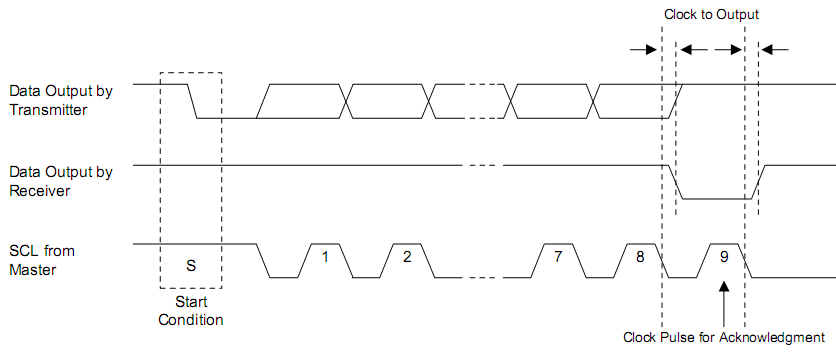 Clock to Output
Data Output by
Transmitter
Data Output by
Receiver
SCL from
Master
S
1
2
7
8
9
Start
Condition
Clock Pulse for Acknowledgment